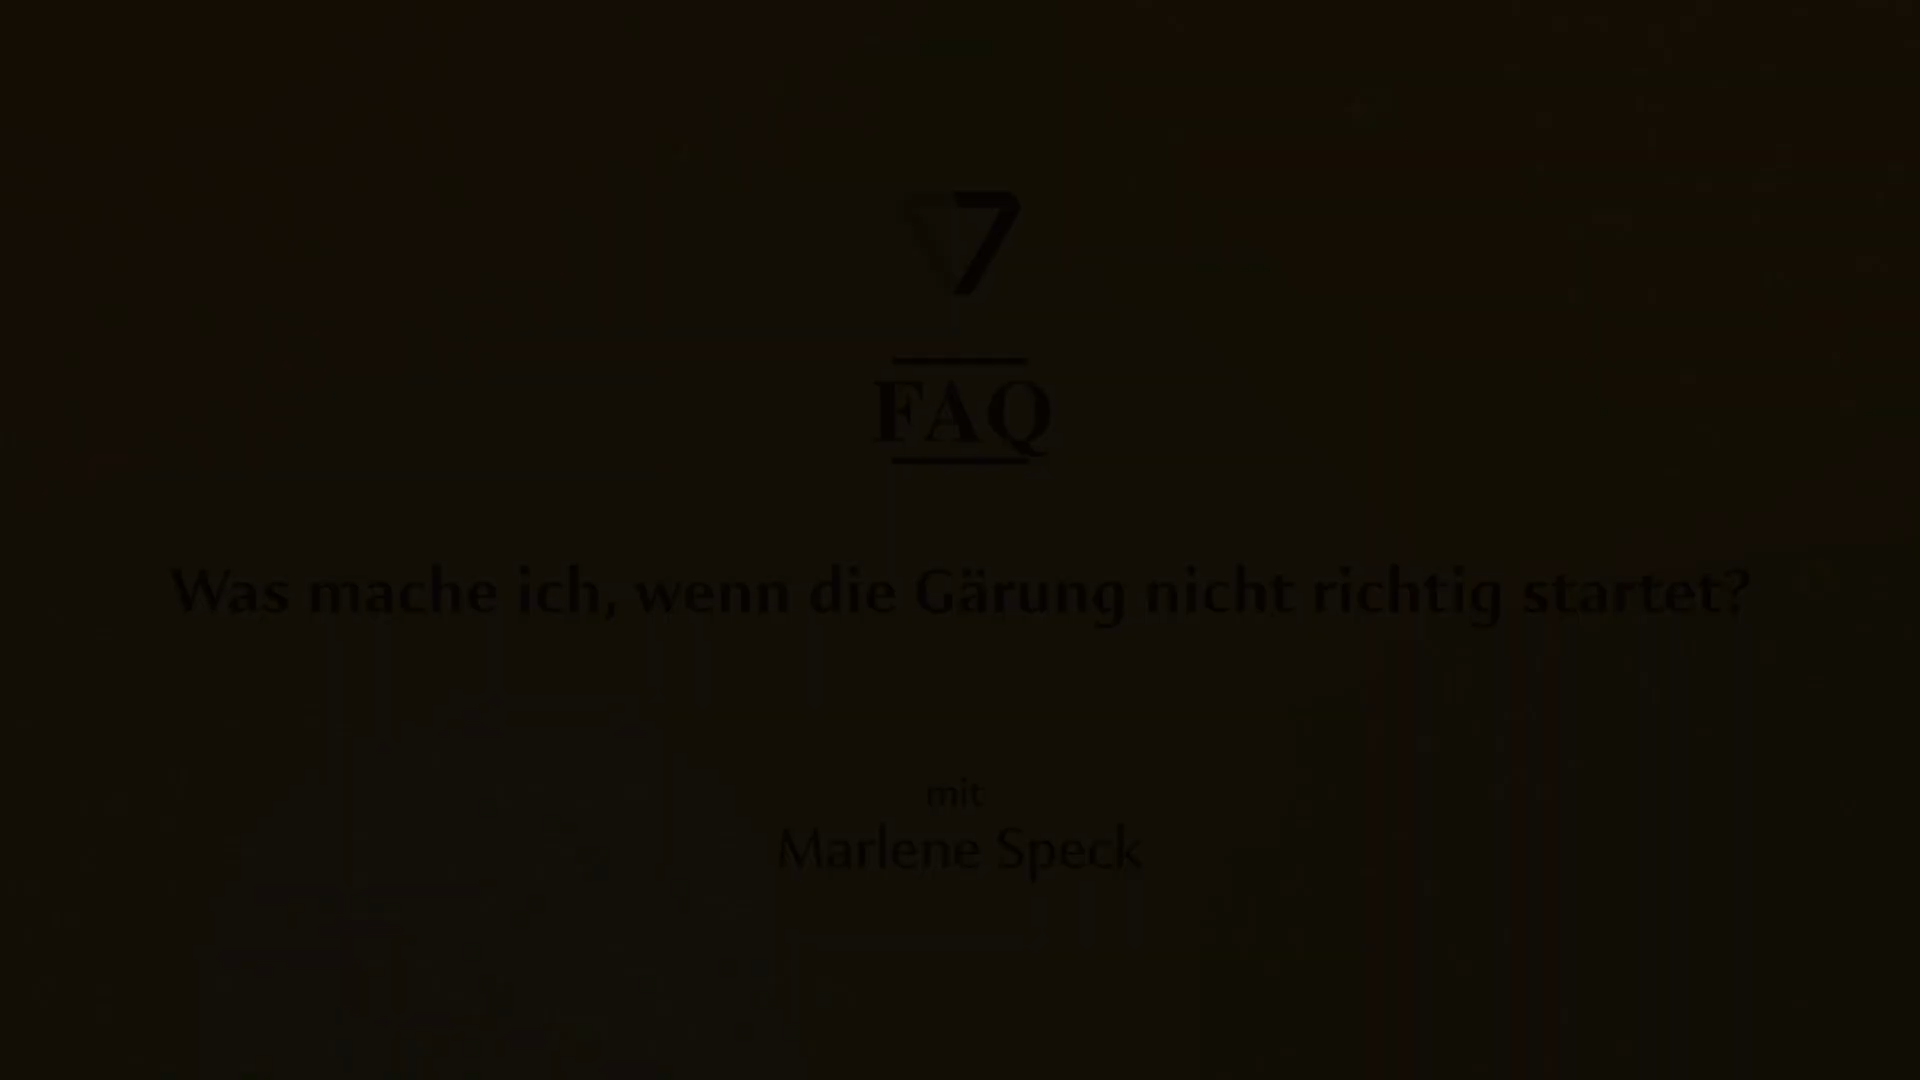 FAQ
Was mache ich, wenn die Gärung nicht richtig startet?
mit
Marlene Speck